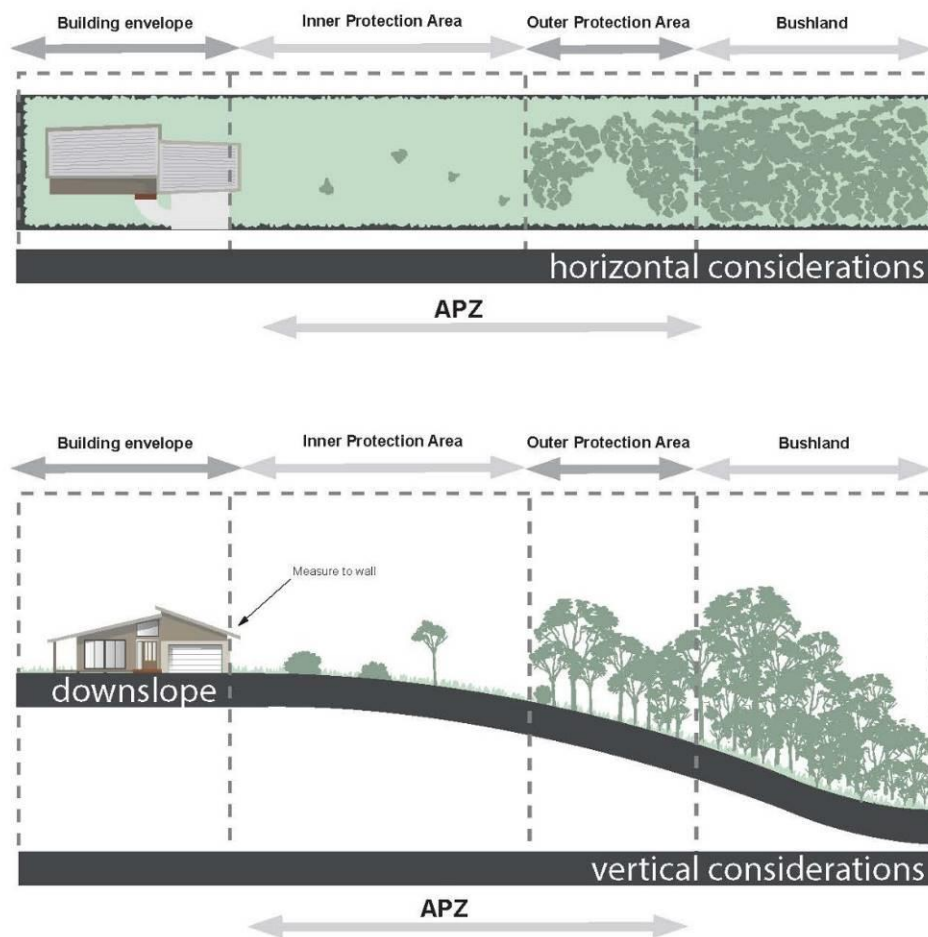 Building envelope
Inner Protection Area
Outer Protection Area
Bushland
horizontal considerations
APZ
Building envelope
Inner Protection Area
Outer Protection Area
Bushland
Measure to wall
downslope
vertical considerations
APZ